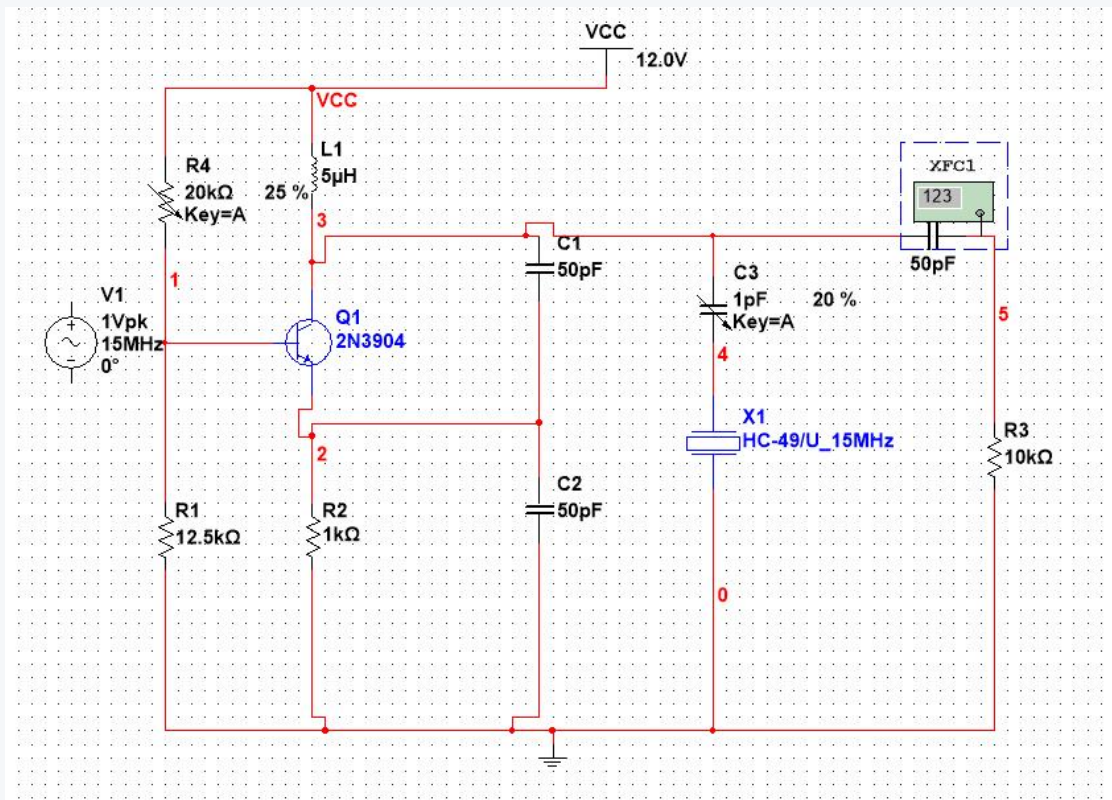 VCC
12.0V
VCC
L1
5µH
R4
20kΩ
25 %
Key=A
3
XFC1
123
C1
50pF
50pF
C3
1pF
20 %
Key=A
1
V1
1Vpk
15MHz
0°
Q1
2N3904
5
4
X1
HC-49/U_15MHz
R3
10kΩ
2
C2
50pF
R1
12.5kΩ
R2
1kΩ
0